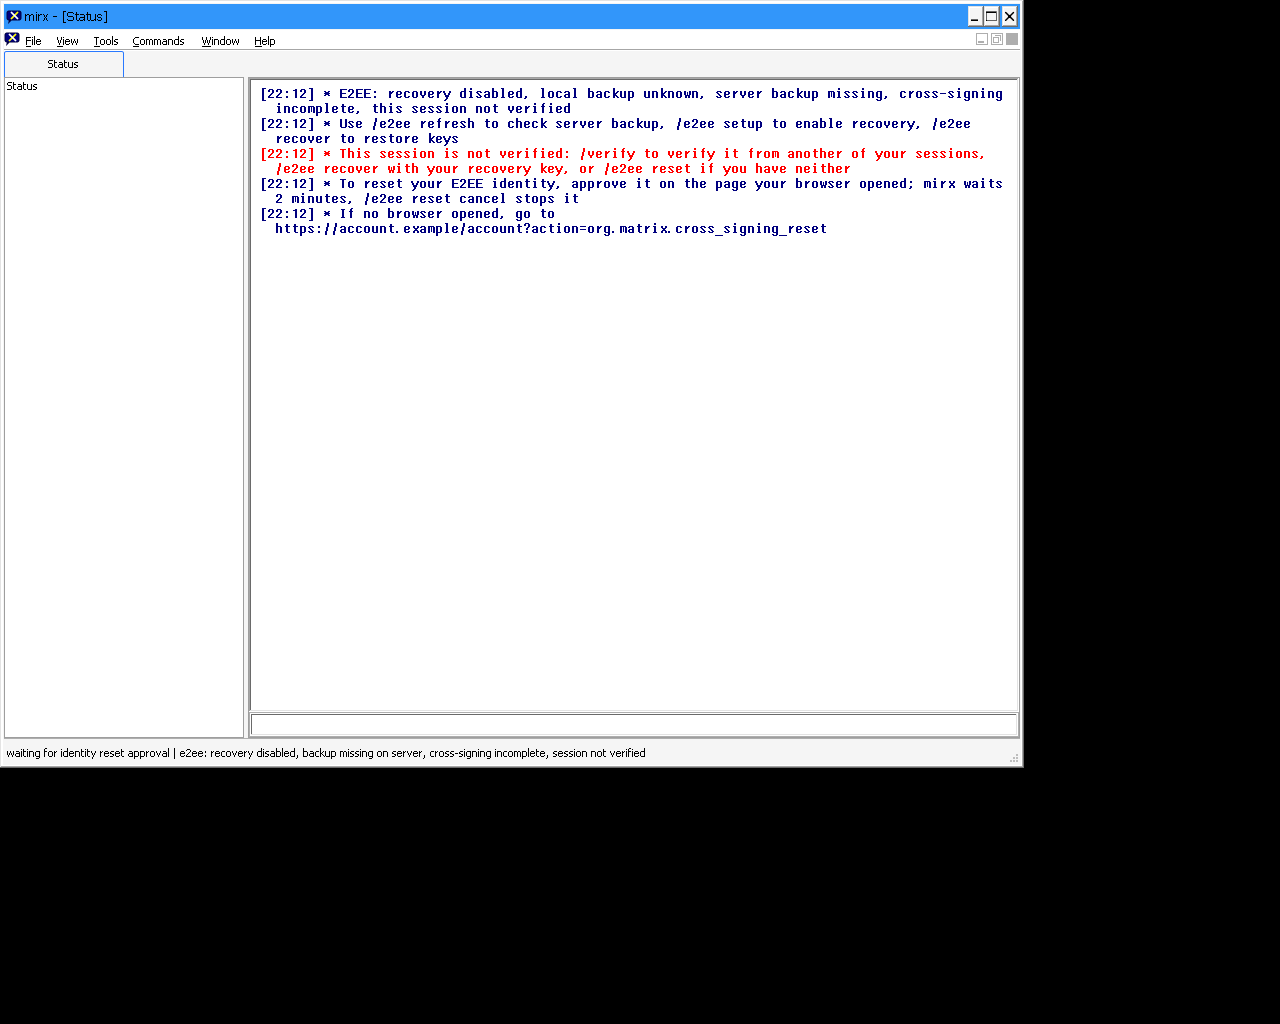 mirx - [Status]
File View Tools Commands Window Help
Status
Status
[22:12] * E2EE: recovery disabled, local backup unknown, server backup missing, cross-signing
incomplete, this session not verified
[22:12] * Use /e2ee refresh to check server backup, /e2ee setup to enable recovery, /e2ee
recover to restore keys
[22:12] * This session is not verified: /verify to verify it from another of your sessions,
/e2ee recover with your recovery key, or /e2ee reset if you have neither
[22:12] * To reset your E2EE identity, approve it on the page your browser opened; mirx waits
2 minutes, /e2ee reset cancel stops it
[22:12] * If no browser opened, go to
https://account.example/account?action=org.matrix.cross_signing_reset
waiting for identity reset approval | e2ee: recovery disabled, backup missing on server, cross-signing incomplete, session not verified